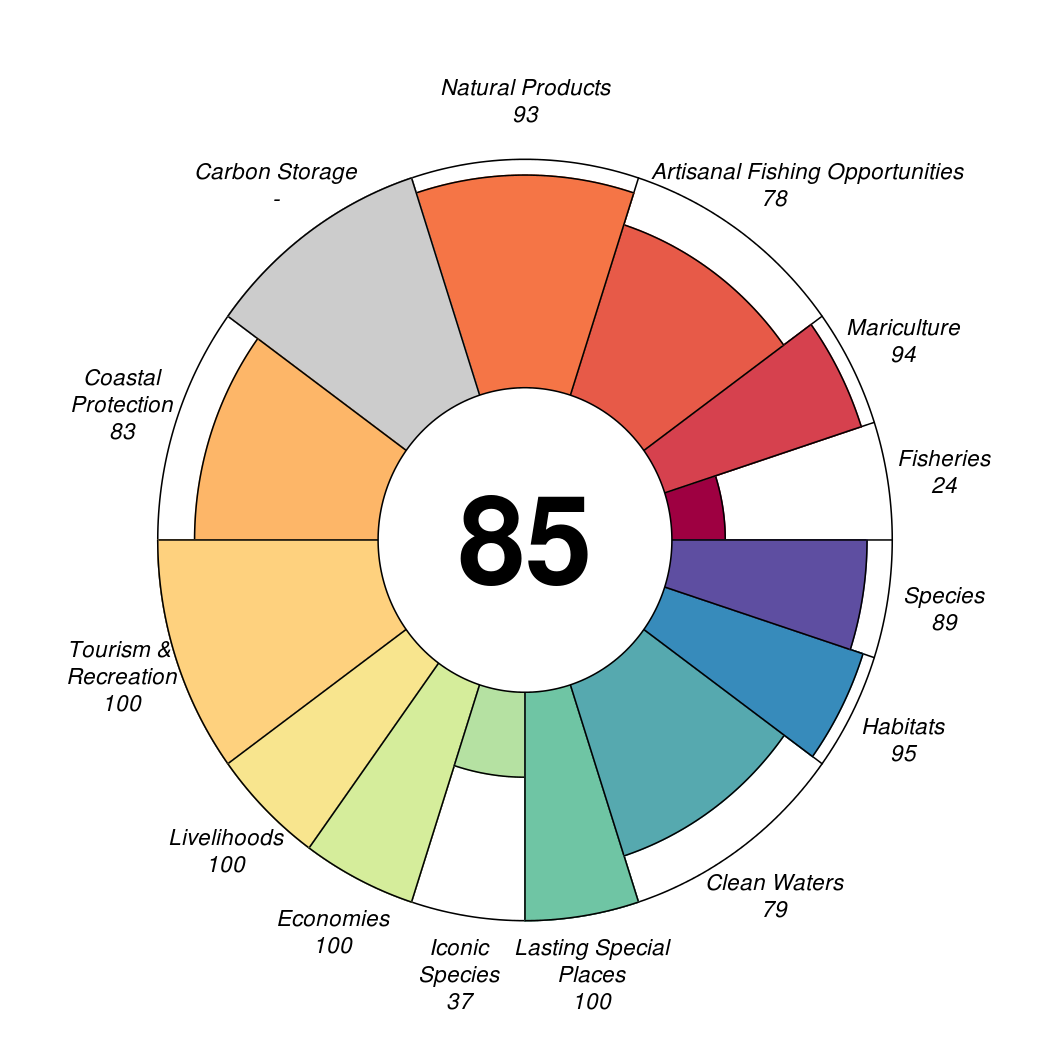 Natural Products
93
Carbon Storage
-
Artisanal Fishing Opportunities
78
Mariculture
94
Coastal
Protection
83
Fisheries
24
85
Species
89
Tourism &
Recreation
100
Habitats
95
Livelihoods
100
Clean Waters
79
Economies
100
Iconic
Species
37
Lasting Special
Places
100